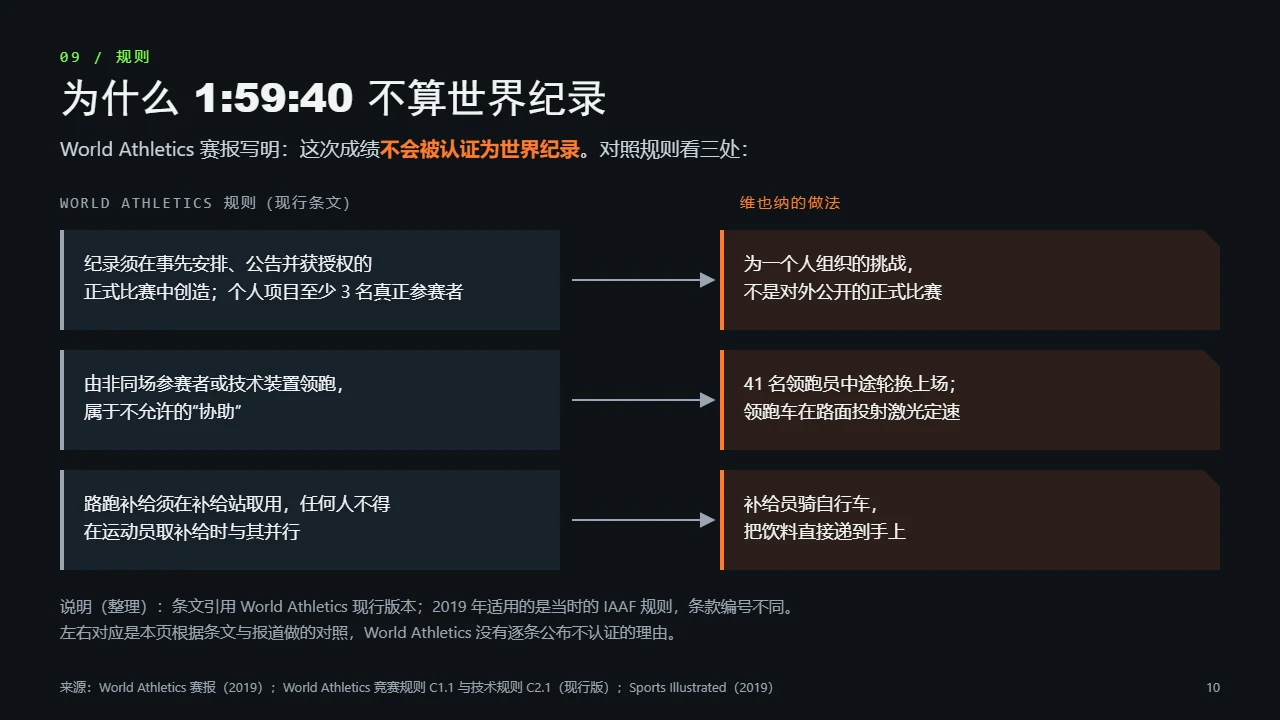 09 / 规则
为什么 1:59:40 不算世界纪录
World Athletics 赛报写明：这次成绩不会被认证为世界纪录。对照规则看三处：
WORLD ATHLETICS 规则（现行条文）
维也纳的做法
纪录须在事先安排、公告并获授权的
正式比赛中创造；个人项目至少 3 名真正参赛者
为一个人组织的挑战，
不是对外公开的正式比赛
由非同场参赛者或技术装置领跑，
属于不允许的“协助”
41 名领跑员中途轮换上场；
领跑车在路面投射激光定速
路跑补给须在补给站取用，任何人不得
在运动员取补给时与其并行
补给员骑自行车，
把饮料直接递到手上
说明（整理）：条文引用 World Athletics 现行版本；2019 年适用的是当时的 IAAF 规则，条款编号不同。
左右对应是本页根据条文与报道做的对照，World Athletics 没有逐条公布不认证的理由。
来源：World Athletics 赛报（2019）；World Athletics 竞赛规则 C1.1 与技术规则 C2.1（现行版）；Sports Illustrated（2019）
10